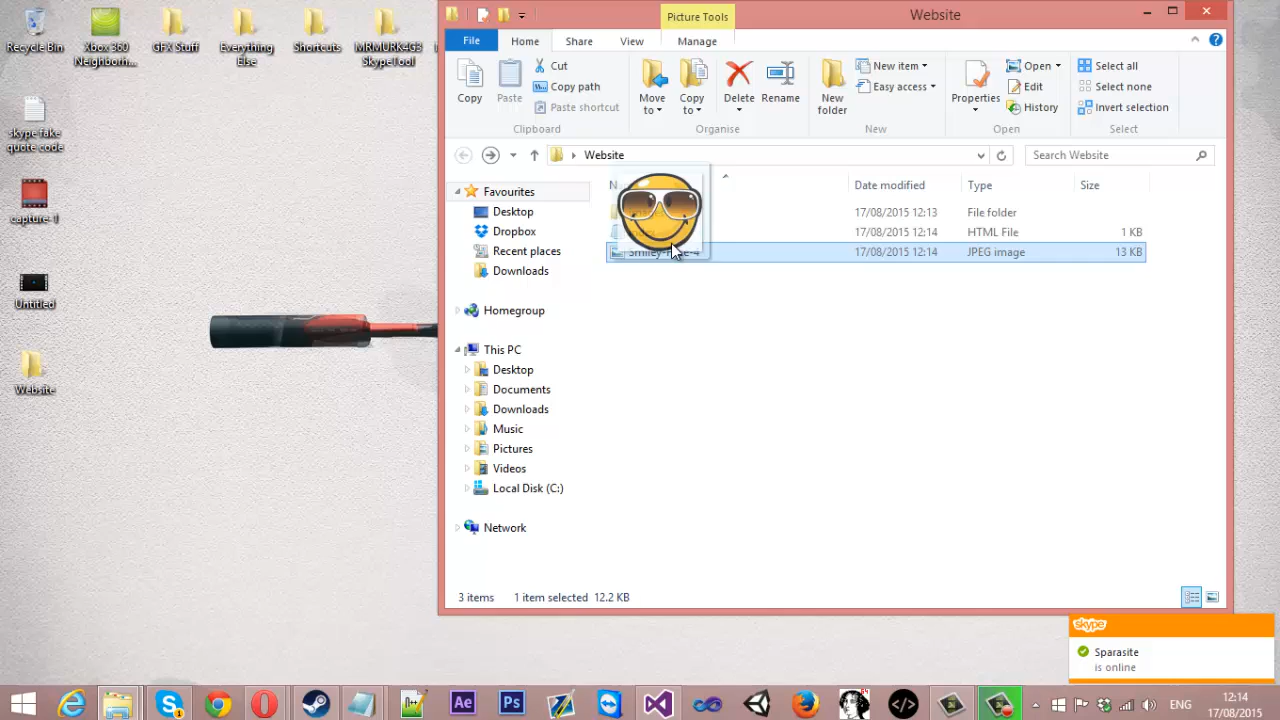 Recycle Bin
Xbox 360
Neighborh...
GFX Stuff
Everything
Else
Shortcuts
MRMURK4G3
SkypeTool
skype fake
quote code
capture-1
Untitled
Website
Picture Tools
Website
File
Home
Share
View
Manage
Copy
Paste
Cut
Copy path
Paste shortcut
Clipboard
Move
to
Copy
to
Delete
Rename
Organise
New
folder
New item
Easy access
New
Properties
Open
Edit
History
Open
Select all
Select none
Invert selection
Select
Website
Search Website
Date modified
Type
Size
17/08/2015 12:13
File folder
17/08/2015 12:14
HTML File
1 KB
17/08/2015 12:14
JPEG image
13 KB
Favourites
Desktop
Dropbox
Recent places
Downloads
Homegroup
This PC
Desktop
Documents
Downloads
Music
Pictures
Videos
Local Disk (C:)
Network
3 items
1 item selected 12.2 KB
skype
Sparasite
is online
Ae
Ps
ENG
12:14
17/08/2015